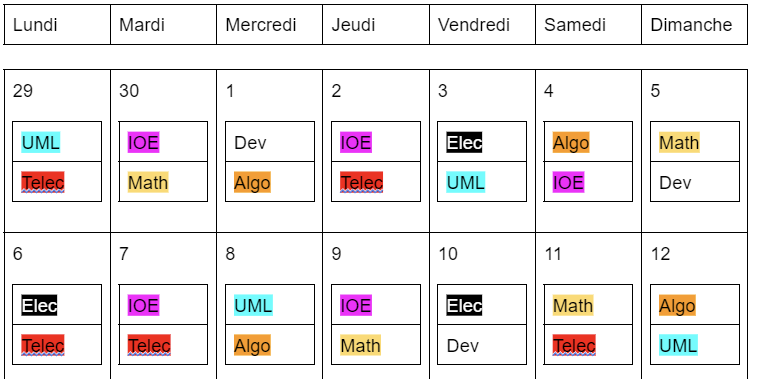 Lundi Mardi Mercredi Jeudi Vendredi Samedi Dimanche
29 30 1 2 3 4 5
UML IOE Dev IOE Elec Algo Math
Telec Math Algo Telec UML IOE Dev
6 7 8 9 10 11 12
Elec IOE UML IOE Elec Math Algo
Telec Telec Algo Math Dev Telec UML